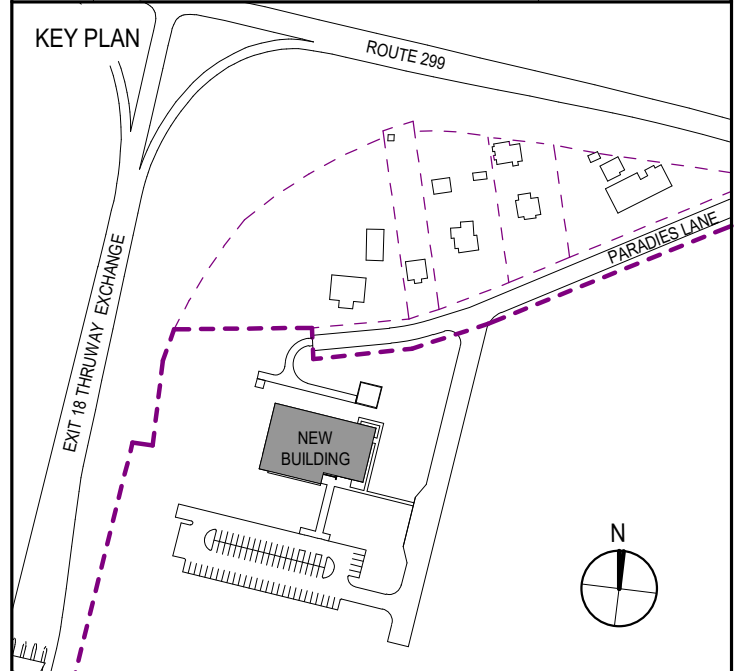 KEY PLAN
ROUTE 299
PARADIES LANE
EXIT 18 THRUWAY EXCHANGE
NEW
BUILDING
N